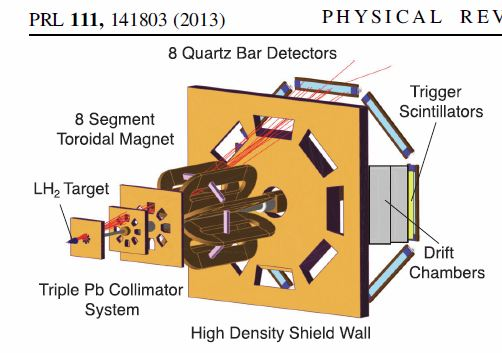 PRL 111, 141803 (2013)
PHYSICAL REV
8 Quartz Bar Detectors
Trigger
Scintillators
8 Segment
Toroidal Magnet
LH₂ Target
Drift
Chambers
Triple Pb Collimator
System
High Density Shield Wall